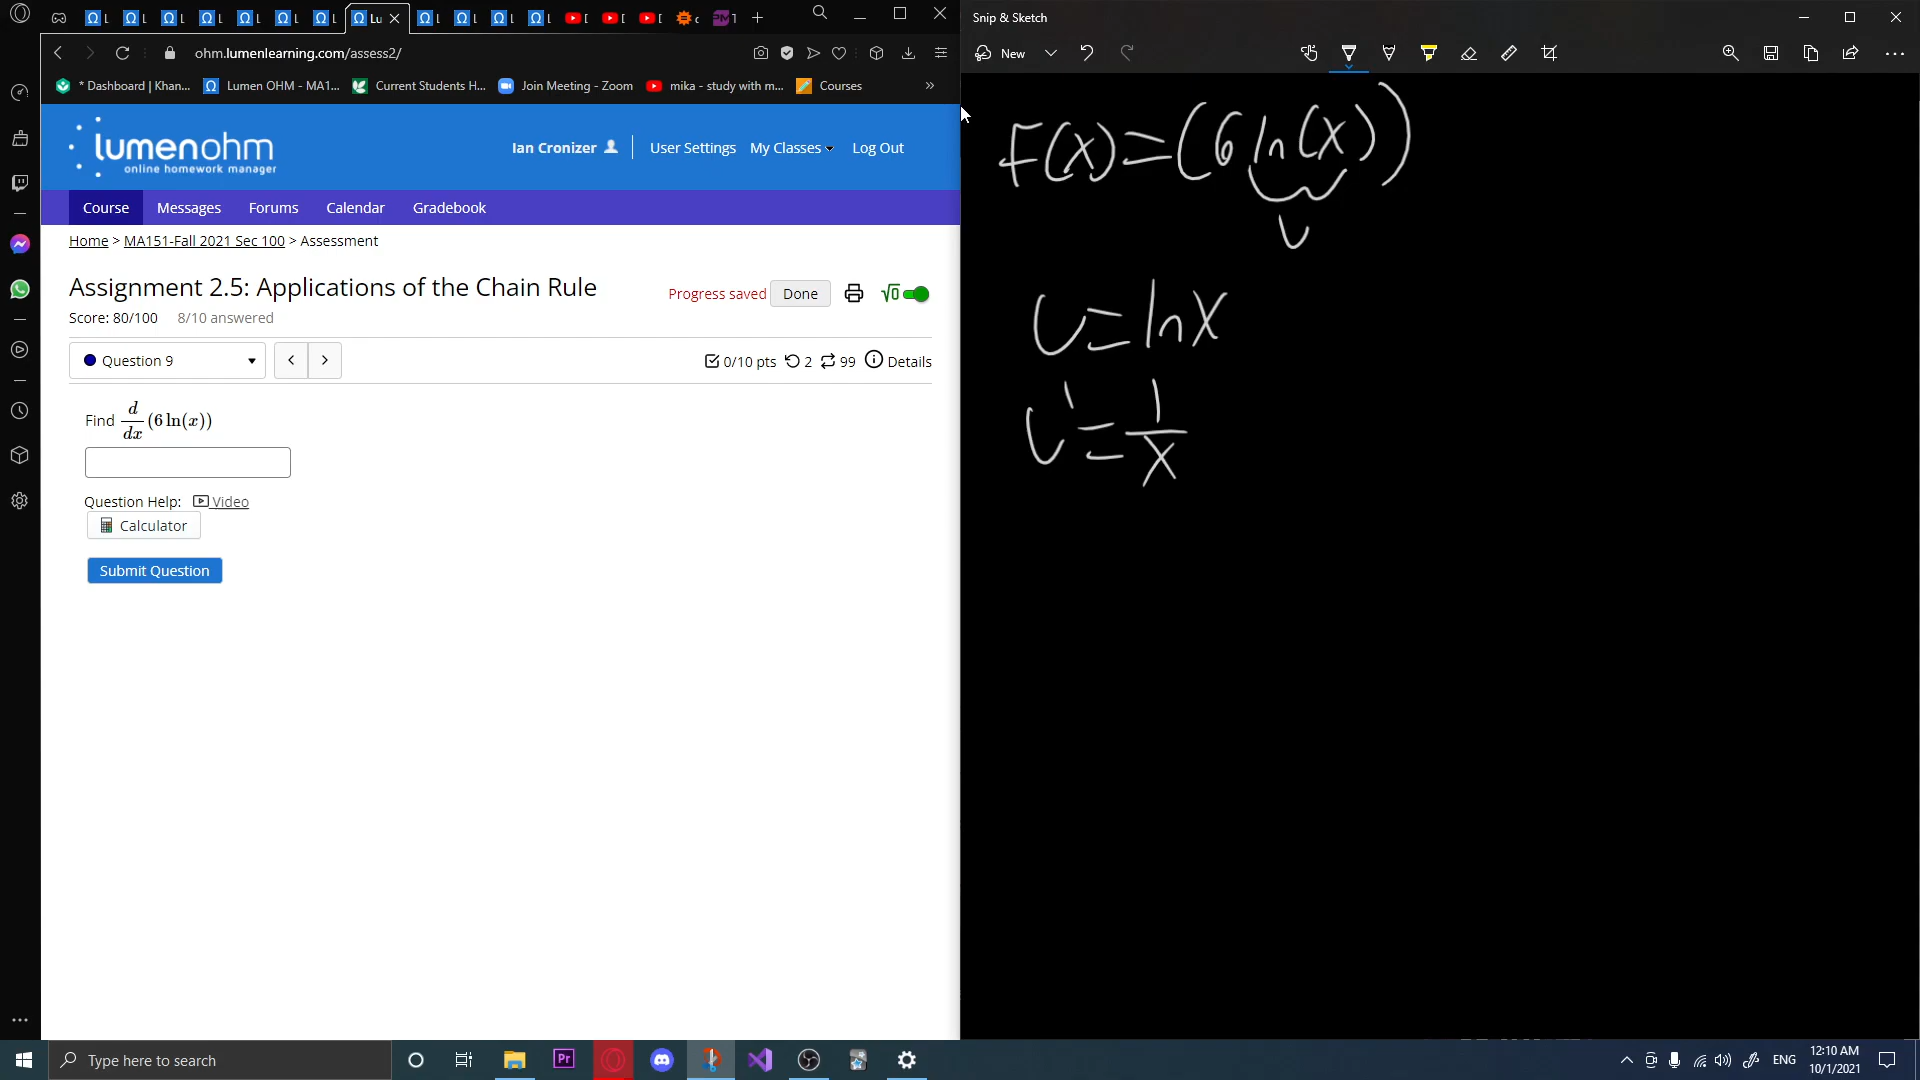 Lu
Snip & Sketch
ohm.lumenlearning.com/assess2/
New
* Dashboard | Khan... Lumen OHM - MA1... Current Students H... Join Meeting - Zoom mika - study with m... Courses »
lumenohm
online homework manager
Ian Cronizer User Settings My Classes Log Out
Course Messages Forums Calendar Gradebook
Home > MA151-Fall 2021 Sec 100 > Assessment
Assignment 2.5: Applications of the Chain Rule
Progress saved Done √0
Score: 80/100 8/10 answered
Question 9 < > 0/10 pts 2 99 Details
Find d/dx (6 ln(x))
Question Help: Video
Calculator
Submit Question
F(x)=(6 ln(x))
U
U=lnx
U'=1/x
Type here to search
Pr
ENG
12:10 AM
10/1/2021